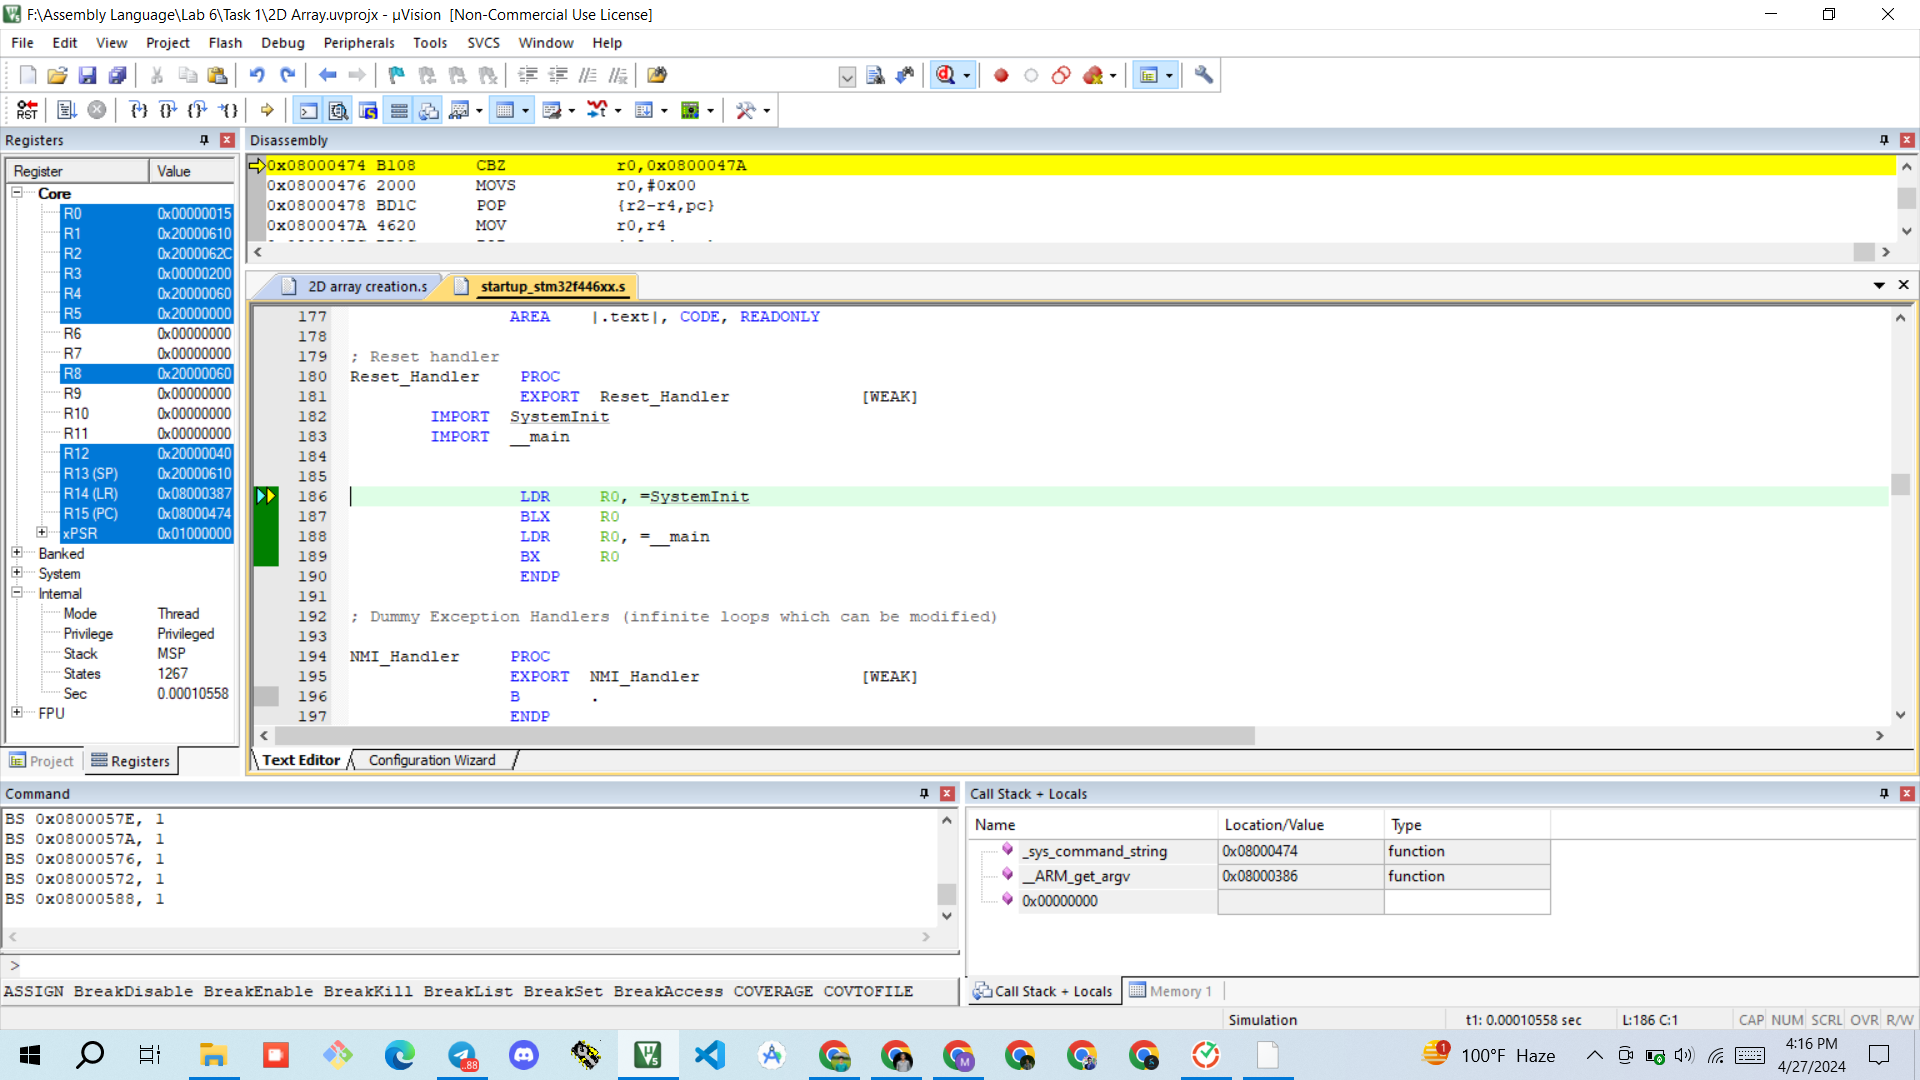 F:\Assembly Language\Lab 6\Task 1\2D Array.uvprojx - µVision  [Non-Commercial Use License]
File Edit View Project Flash Debug Peripherals Tools SVCS Window Help
RST
Registers
Register Value
Core
R0 0x00000015
R1 0x20000610
R2 0x2000062C
R3 0x00000200
R4 0x20000060
R5 0x20000000
R6 0x00000000
R7 0x00000000
R8 0x20000060
R9 0x00000000
R10 0x00000000
R11 0x00000000
R12 0x20000040
R13 (SP) 0x20000610
R14 (LR) 0x08000387
R15 (PC) 0x08000474
xPSR 0x01000000
Banked
System
Internal
Mode Thread
Privilege Privileged
Stack MSP
States 1267
Sec 0.00010558
FPU
Project Registers
Disassembly
0x08000474 B108 CBZ r0,0x0800047A
0x08000476 2000 MOVS r0,#0x00
0x08000478 BD1C POP {r2-r4,pc}
0x0800047A 4620 MOV r0,r4
2D array creation.s startup_stm32f446xx.s
177 AREA |.text|, CODE, READONLY
178
179 ; Reset handler
180 Reset_Handler PROC
181 EXPORT Reset_Handler [WEAK]
182 IMPORT SystemInit
183 IMPORT __main
184
185
186 LDR R0, =SystemInit
187 BLX R0
188 LDR R0, =__main
189 BX R0
190 ENDP
191
192 ; Dummy Exception Handlers (infinite loops which can be modified)
193
194 NMI_Handler PROC
195 EXPORT NMI_Handler [WEAK]
196 B .
197 ENDP
Text Editor Configuration Wizard
Command
BS 0x0800057E, 1
BS 0x0800057A, 1
BS 0x08000576, 1
BS 0x08000572, 1
BS 0x08000588, 1
>
ASSIGN BreakDisable BreakEnable BreakKill BreakList BreakSet BreakAccess COVERAGE COVTOFILE
Call Stack + Locals
Name Location/Value Type
_sys_command_string 0x08000474 function
__ARM_get_argv 0x08000386 function
0x00000000
Call Stack + Locals Memory 1
Simulation t1: 0.00010558 sec L:186 C:1 CAP NUM SCRL OVR R/W
..88
1
100°F Haze
4:16 PM
4/27/2024